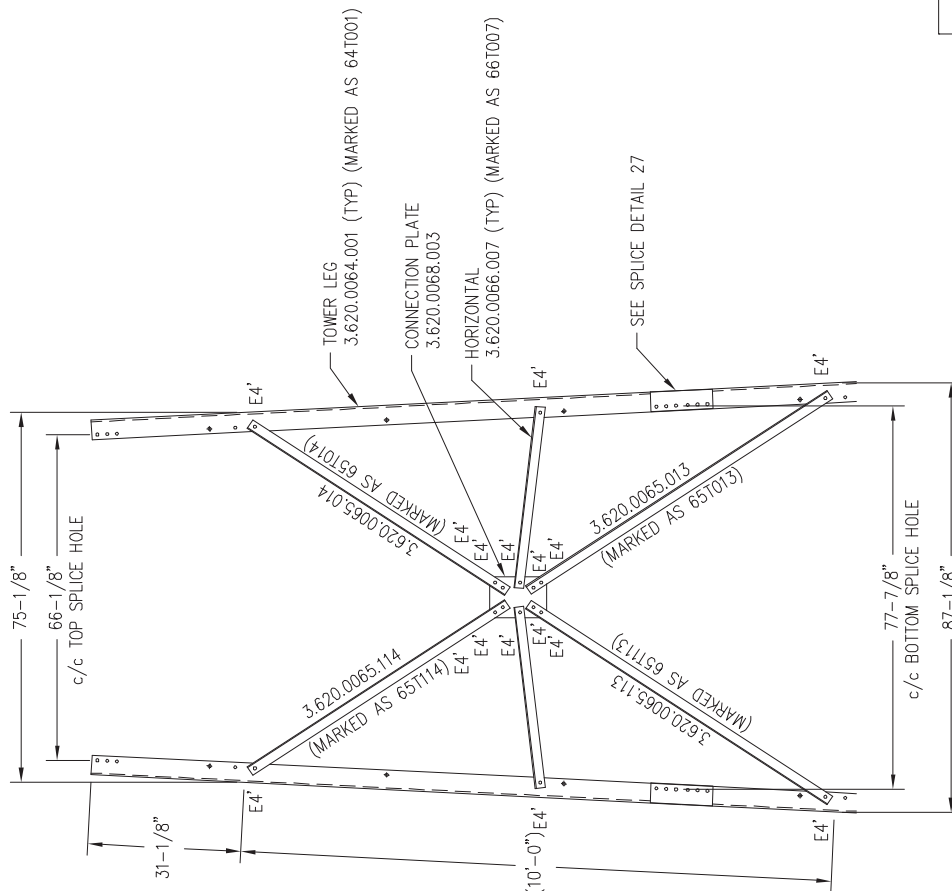 75-1/8"
66-1/8"
c/c TOP SPLICE HOLE
TOWER LEG
3.620.0064.001 (TYP) (MARKED AS 64T001)
CONNECTION PLATE
3.620.0068.003
HORIZONTAL
3.620.0066.007 (TYP) (MARKED AS 66T007)
SEE SPLICE DETAIL 27
31-1/8"
(10'-0")
E4'
E4'
3.620.0065.114
(MARKED AS 65T114)
3.620.0065.014
(MARKED AS 65T014)
E4'
E4'
E4'
E4'
E4'
E4'
E4'
E4'
E4'
E4'
E4'
E4'
3.620.0065.113
(MARKED AS 65T113)
3.620.0065.013
(MARKED AS 65T013)
E4'
E4'
77-7/8"
c/c BOTTOM SPLICE HOLE
87-1/8"